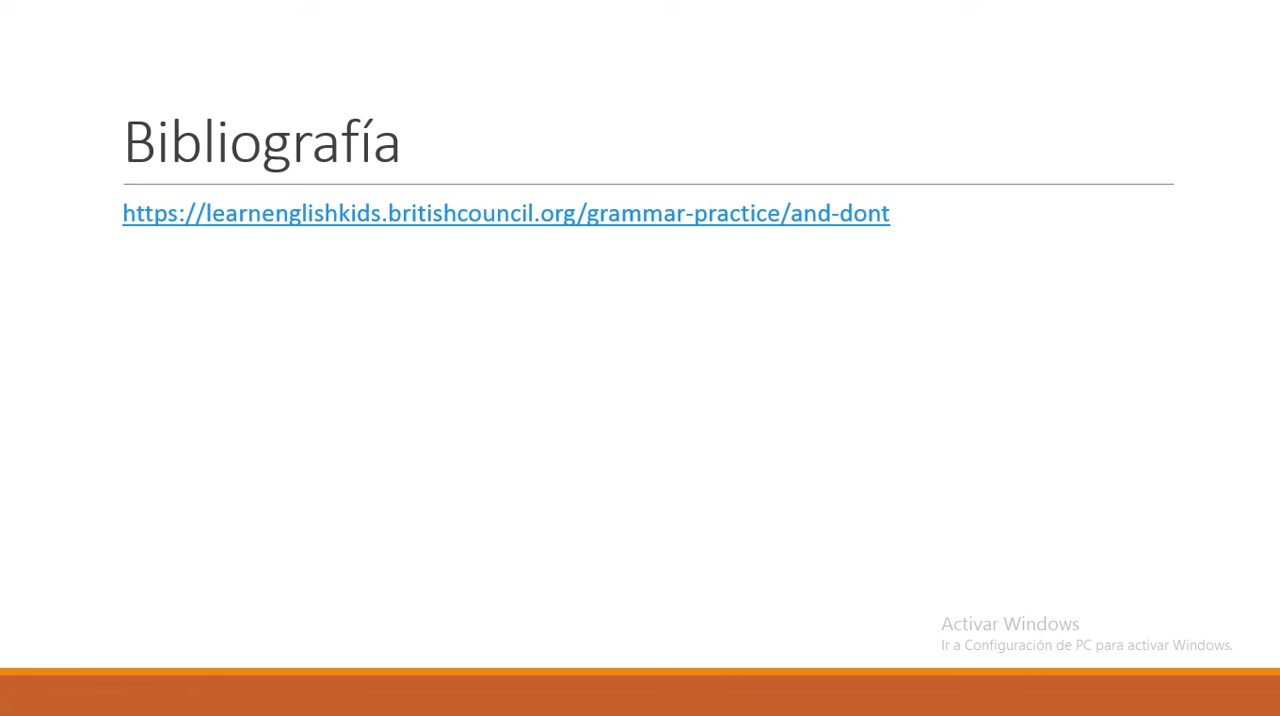 Bibliografía
https://learnenglishkids.britishcouncil.org/grammar-practice/and-dont
Activar Windows
Ir a Configuración de PC para activar Windows.